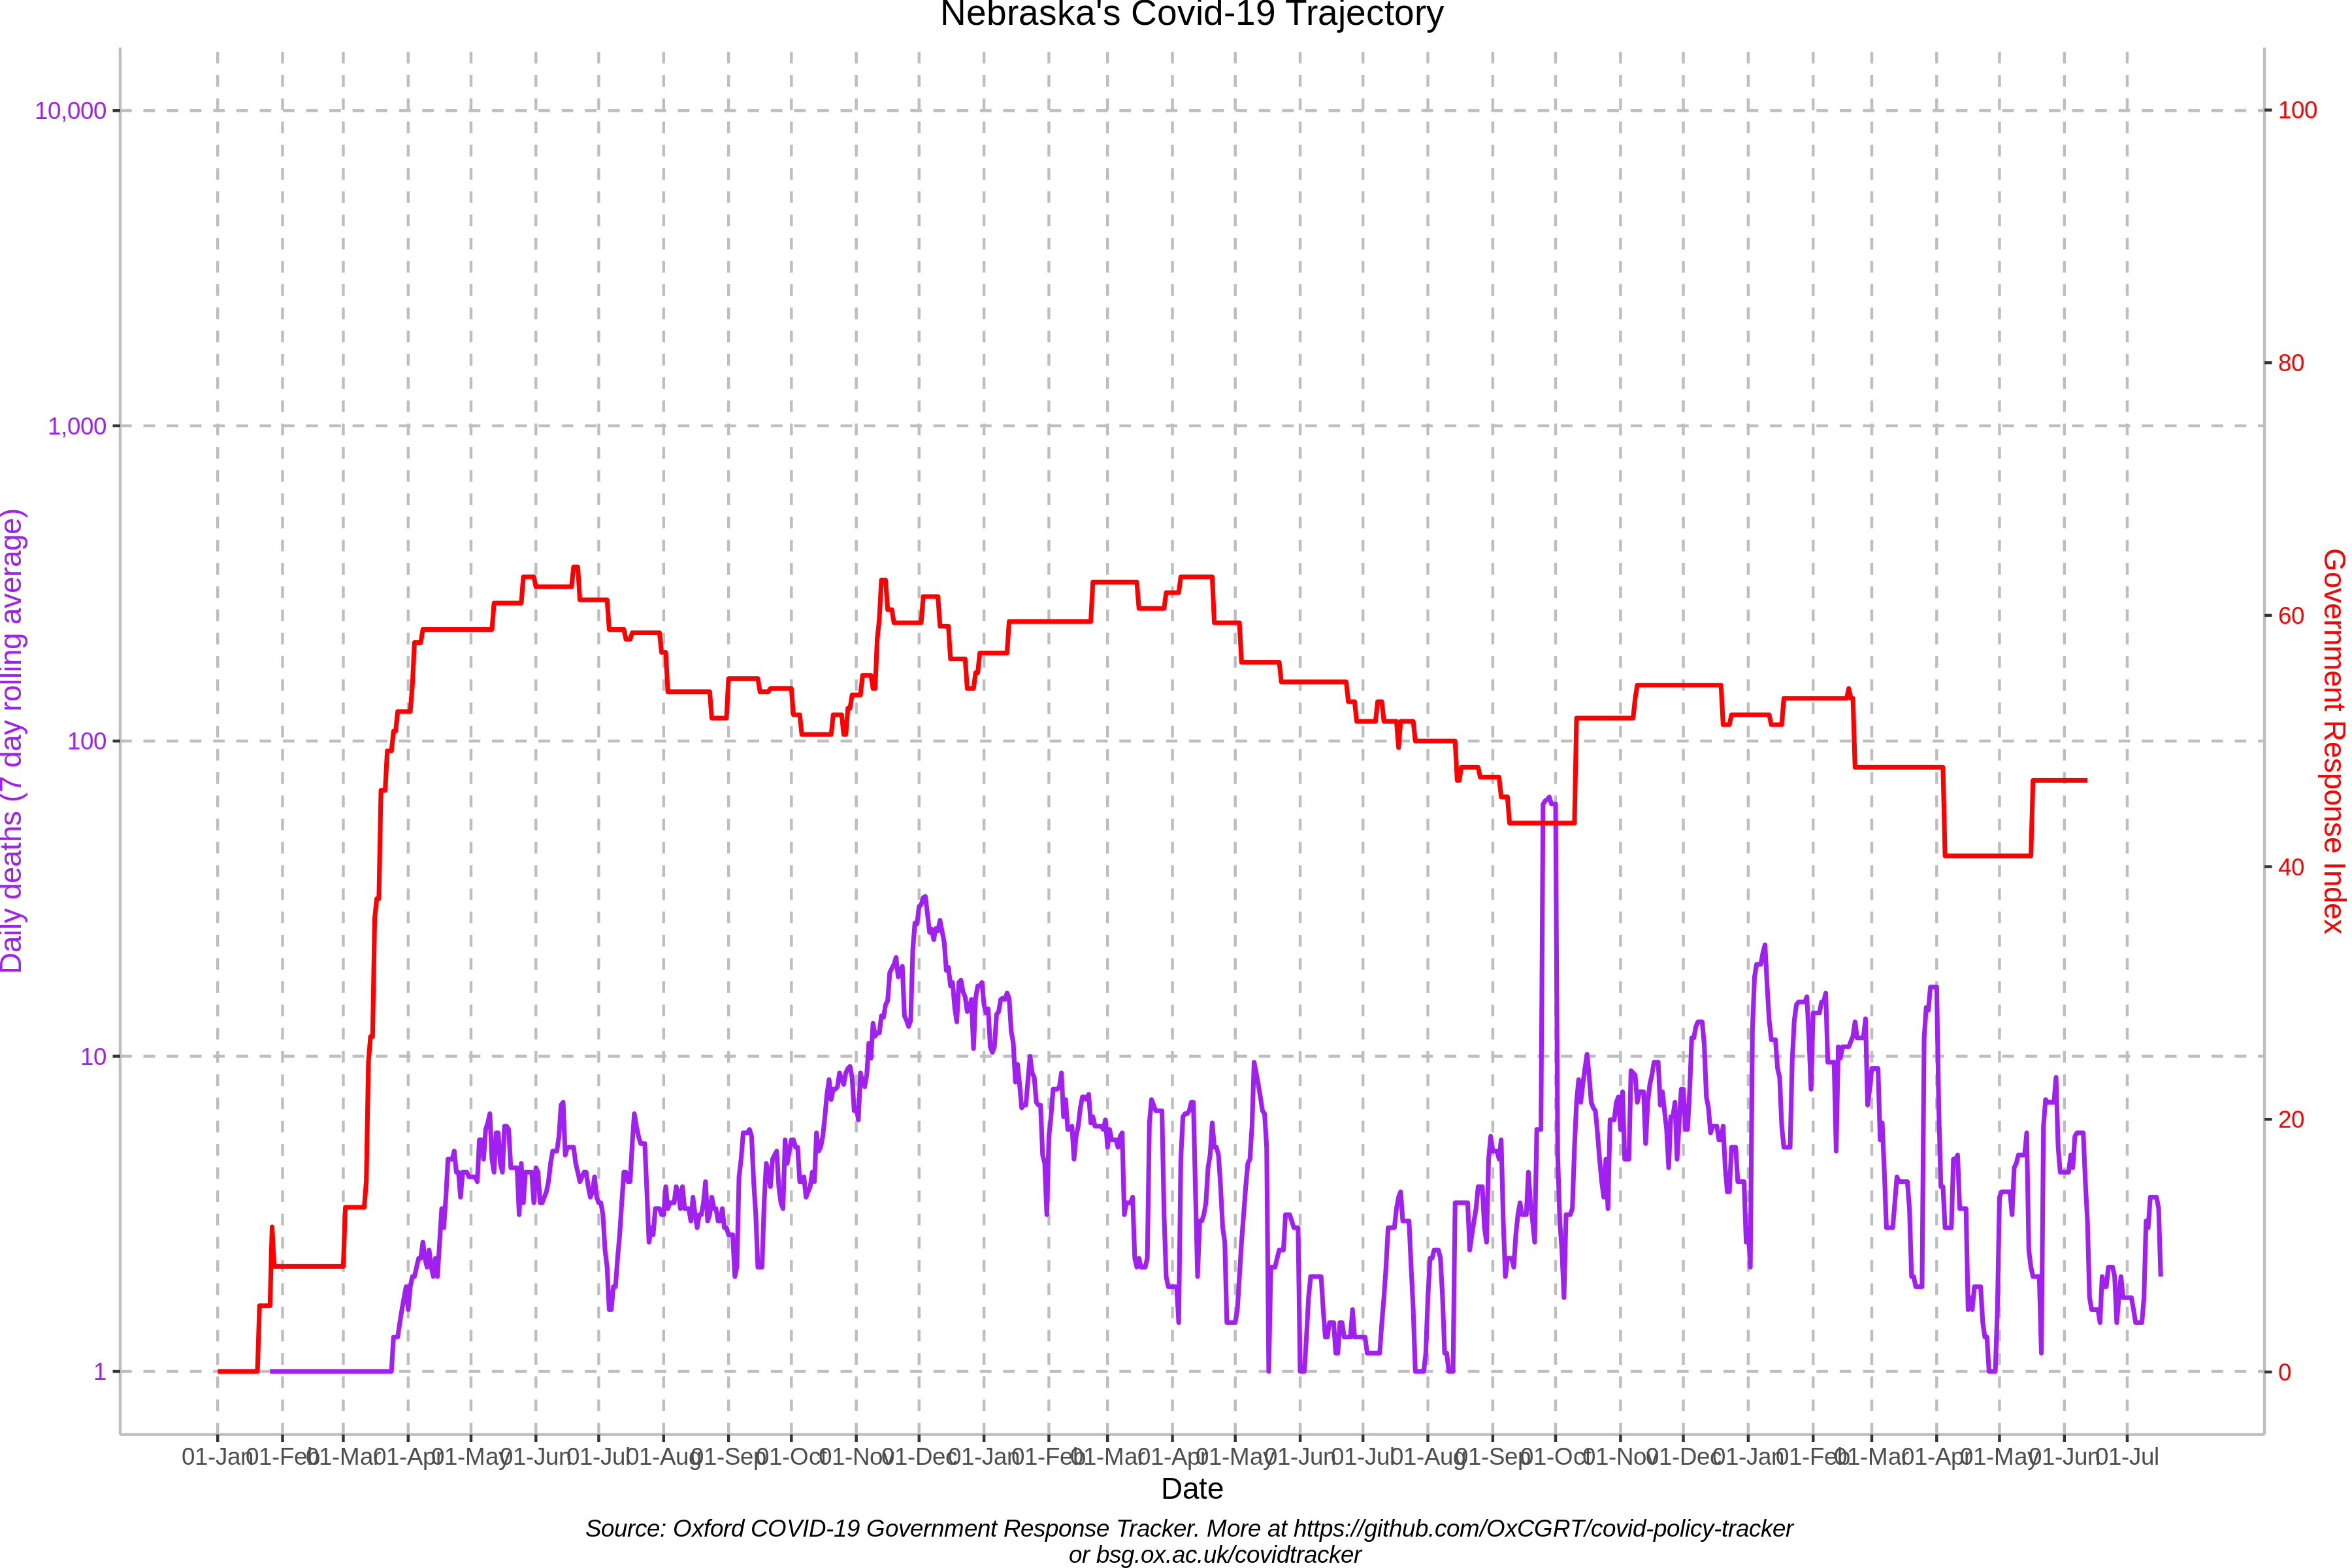 Nebraska's Covid-19 Trajectory
10,000
1,000
100
10
1
Daily deaths (7 day rolling average)
100
80
60
40
20
0
Government Response Index
01-Jan 01-Feb 01-Mar 01-Apr 01-May 01-Jun 01-Jul 01-Aug 01-Sep 01-Oct 01-Nov 01-Dec 01-Jan 01-Feb 01-Mar 01-Apr 01-May 01-Jun 01-Jul 01-Aug 01-Sep 01-Oct 01-Nov 01-Dec 01-Jan 01-Feb 01-Mar 01-Apr 01-May 01-Jun 01-Jul
Date
Source: Oxford COVID-19 Government Response Tracker. More at https://github.com/OxCGRT/covid-policy-tracker
or bsg.ox.ac.uk/covidtracker